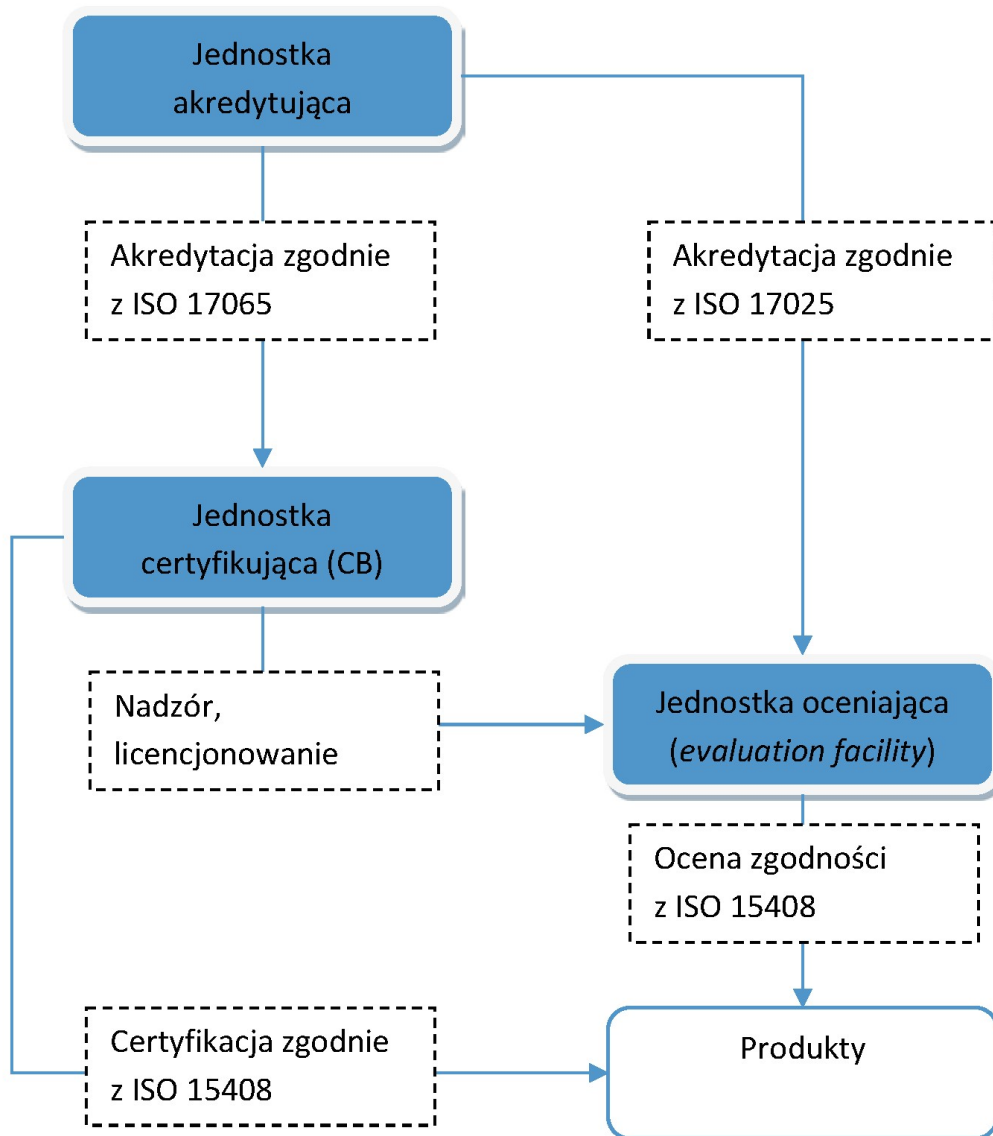 Jednostka
akredytująca
Akredytacja zgodnie
z ISO 17065
Akredytacja zgodnie
z ISO 17025
Jednostka
certyfikująca (CB)
Nadzór,
licencjonowanie
Jednostka oceniająca
(evaluation facility)
Ocena zgodności
z ISO 15408
Certyfikacja zgodnie
z ISO 15408
Produkty